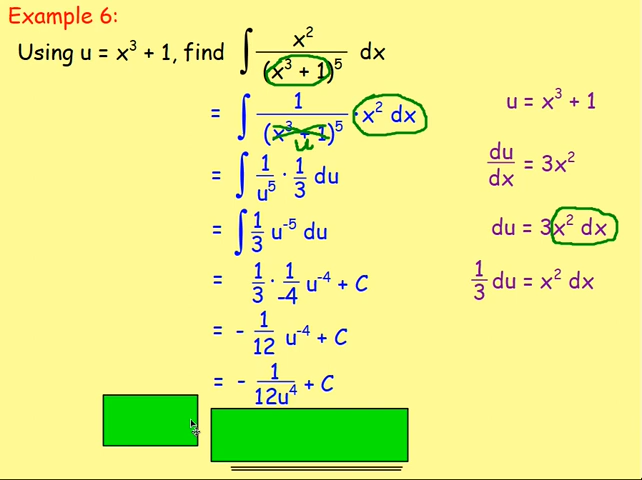 Example 6:
Using u = x³ + 1, find ∫ x²/(x³ + 1)⁵ dx
= ∫ 1/(x³ + 1)⁵ · x² dx
u
= ∫ 1/u⁵ · 1/3 du
= ∫ 1/3 u⁻⁵ du
= 1/3 · 1/-4 u⁻⁴ + C
= - 1/12 u⁻⁴ + C
= - 1/12u⁴ + C
u = x³ + 1
du/dx = 3x²
du = 3x² dx
1/3 du = x² dx